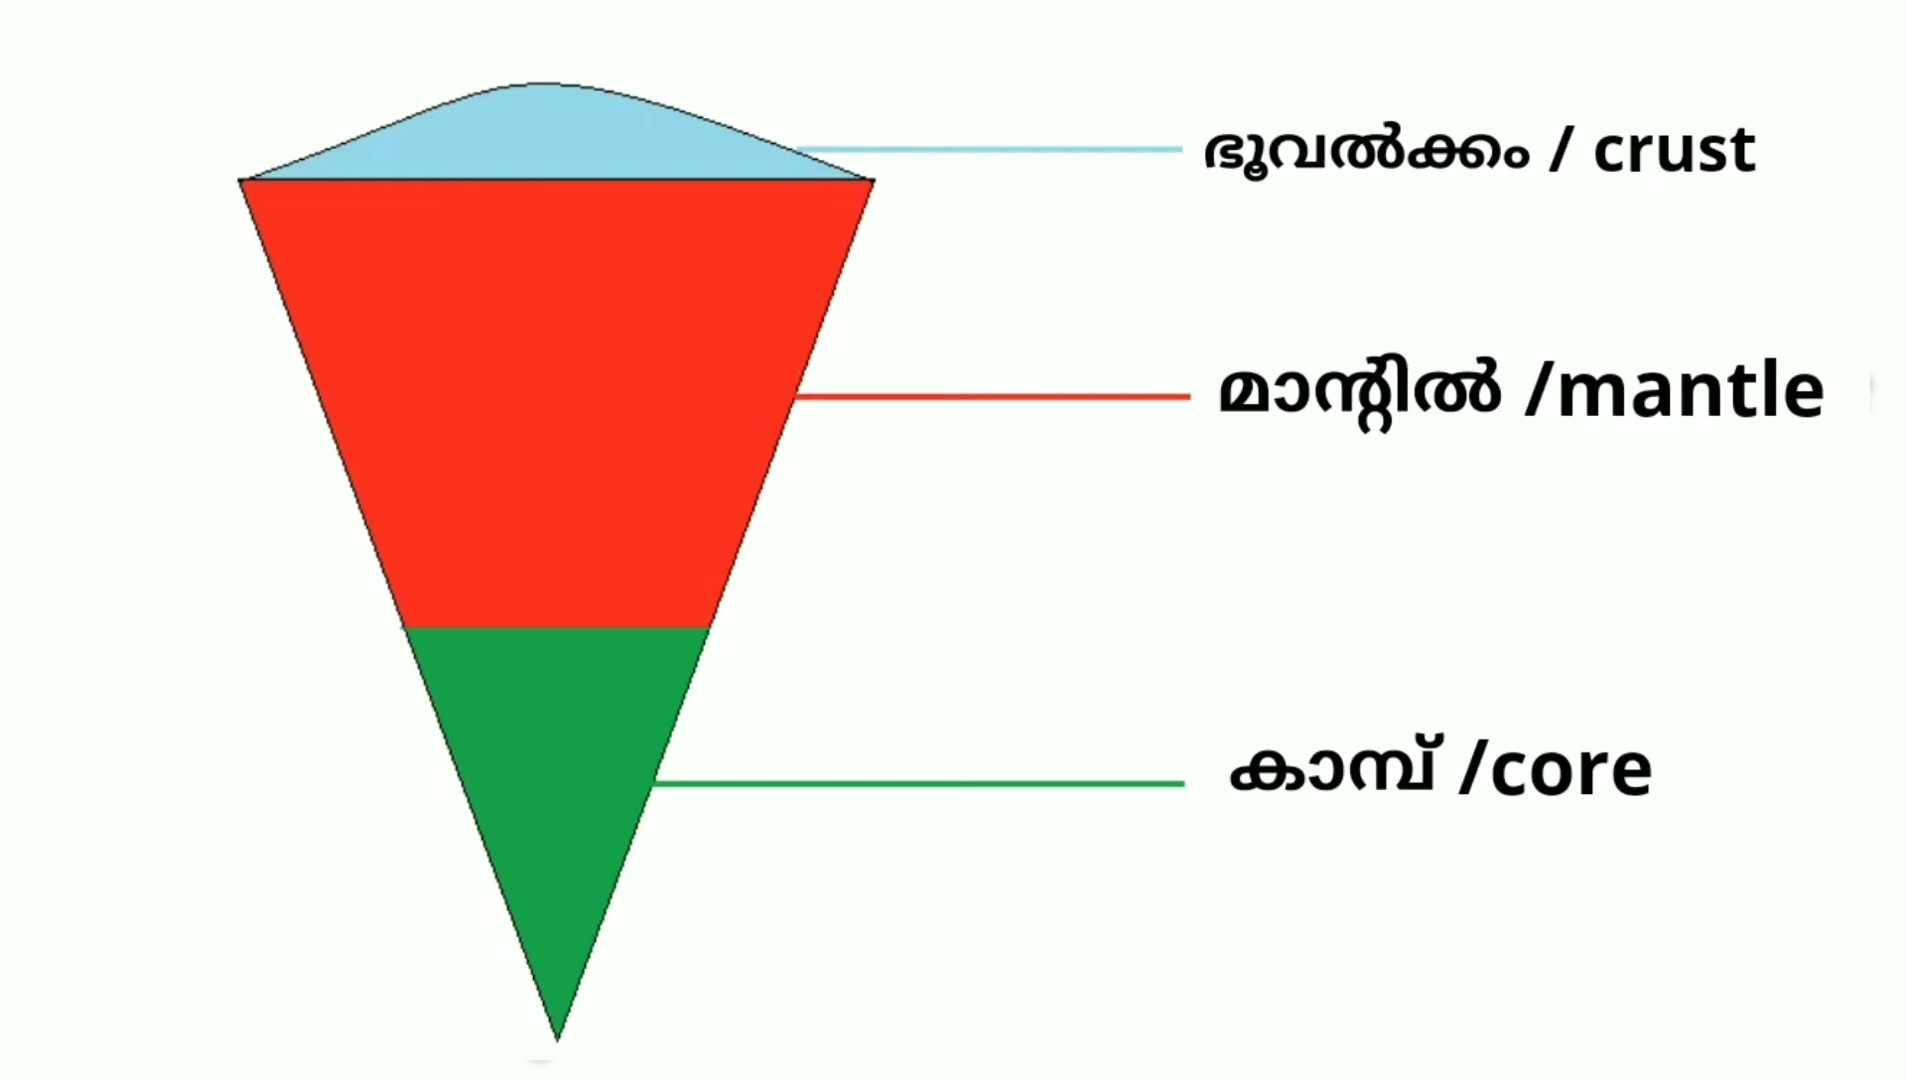 ഭൂവൽക്കം / crust
മാന്റിൽ /mantle
കാമ്പ് /core